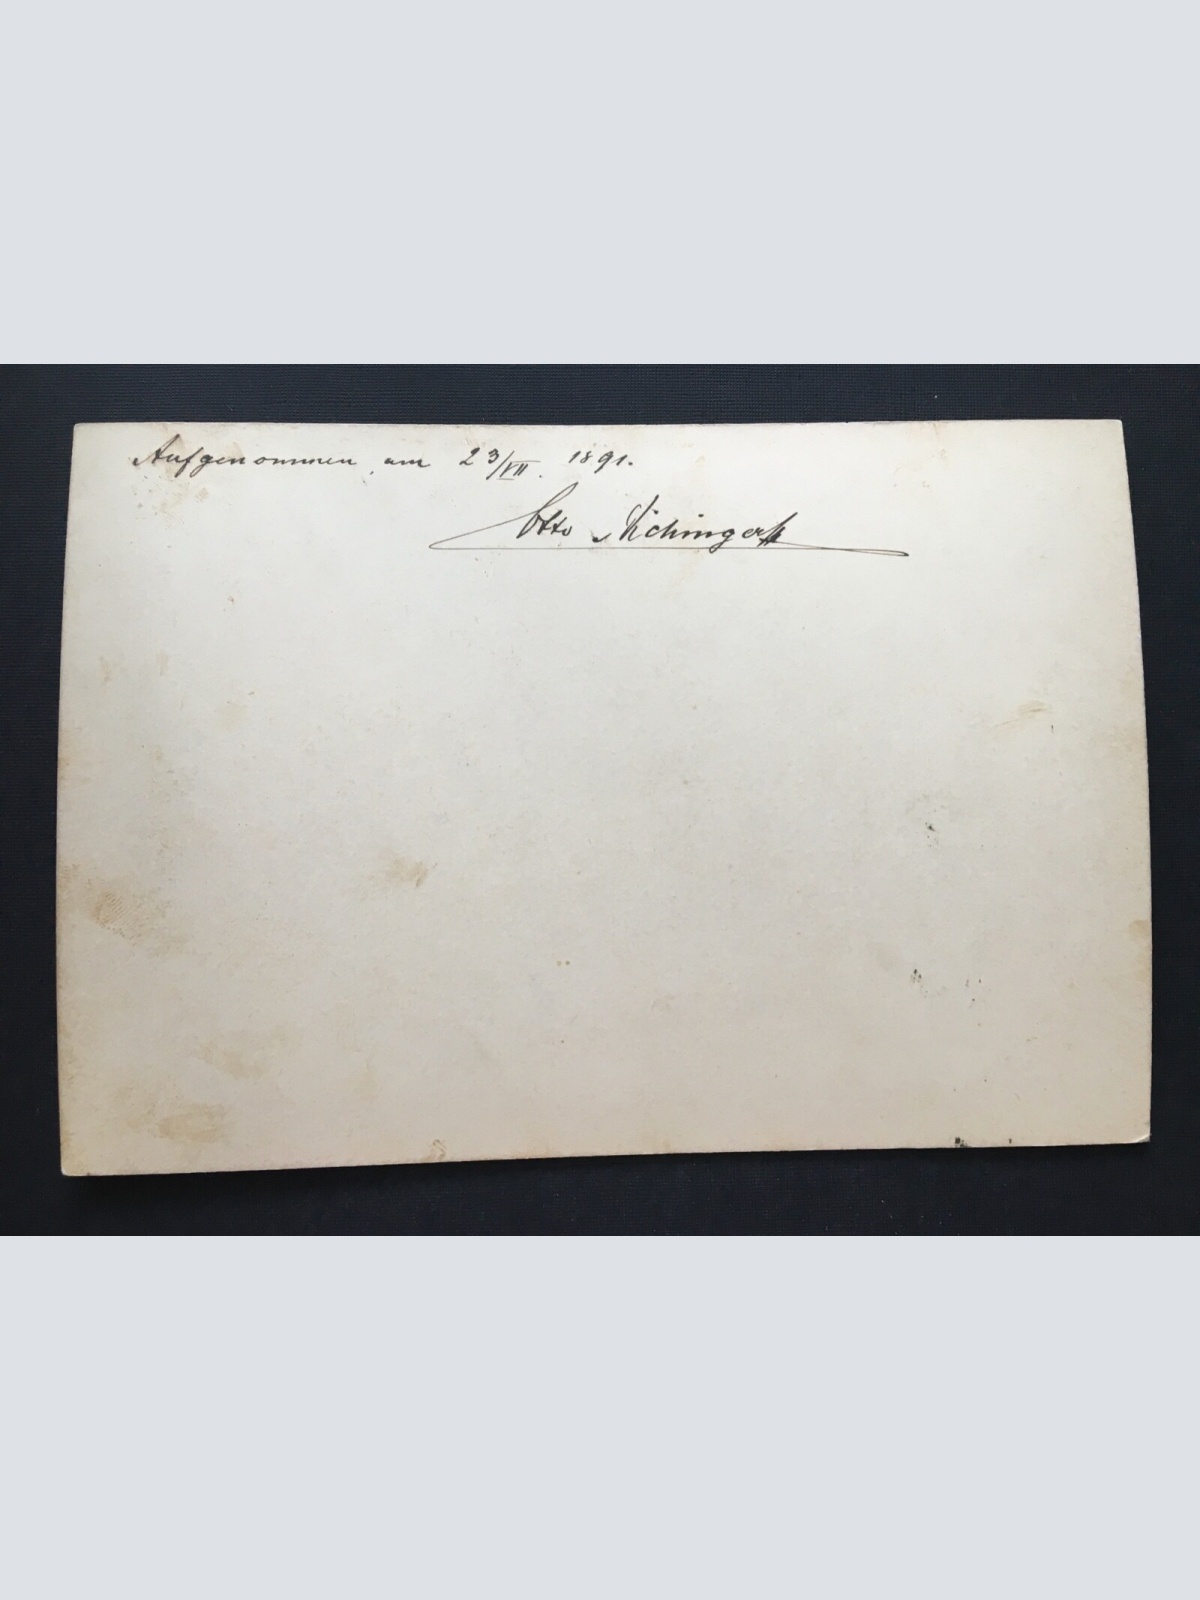 Aufgenommen am 23/VII. 1891.
Otto